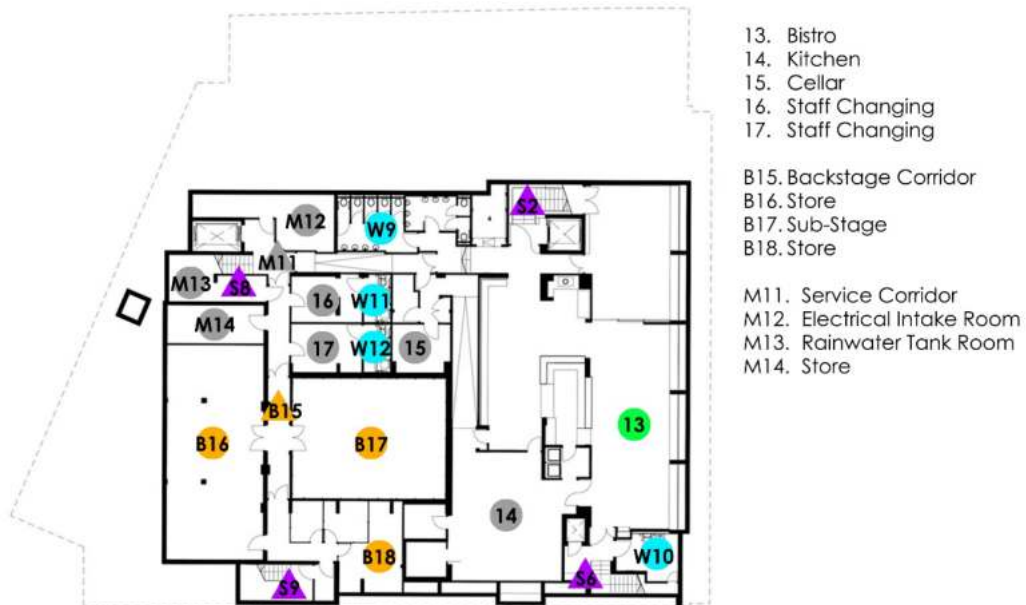 13. Bistro
14. Kitchen
15. Cellar
16. Staff Changing
17. Staff Changing
B15. Backstage Corridor
B16. Store
B17. Sub-Stage
B18. Store
M11. Service Corridor
M12. Electrical Intake Room
M13. Rainwater Tank Room
M14. Store
S2
M12
W9
M11
M13
S8
16
W11
M14
17
W12
15
B15
13
B16
B17
14
B18
W10
S9
S6